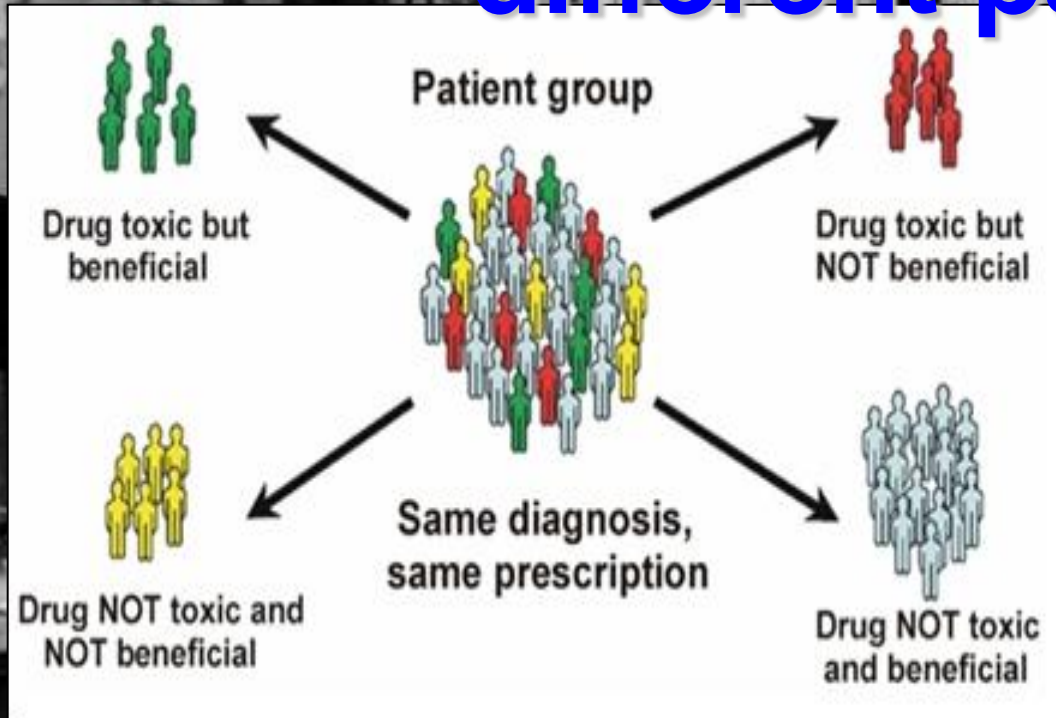 different
Patient group
Drug toxic but
beneficial
Drug toxic but
NOT beneficial
Same diagnosis,
same prescription
Drug NOT toxic and
NOT beneficial
Drug NOT toxic
and beneficial